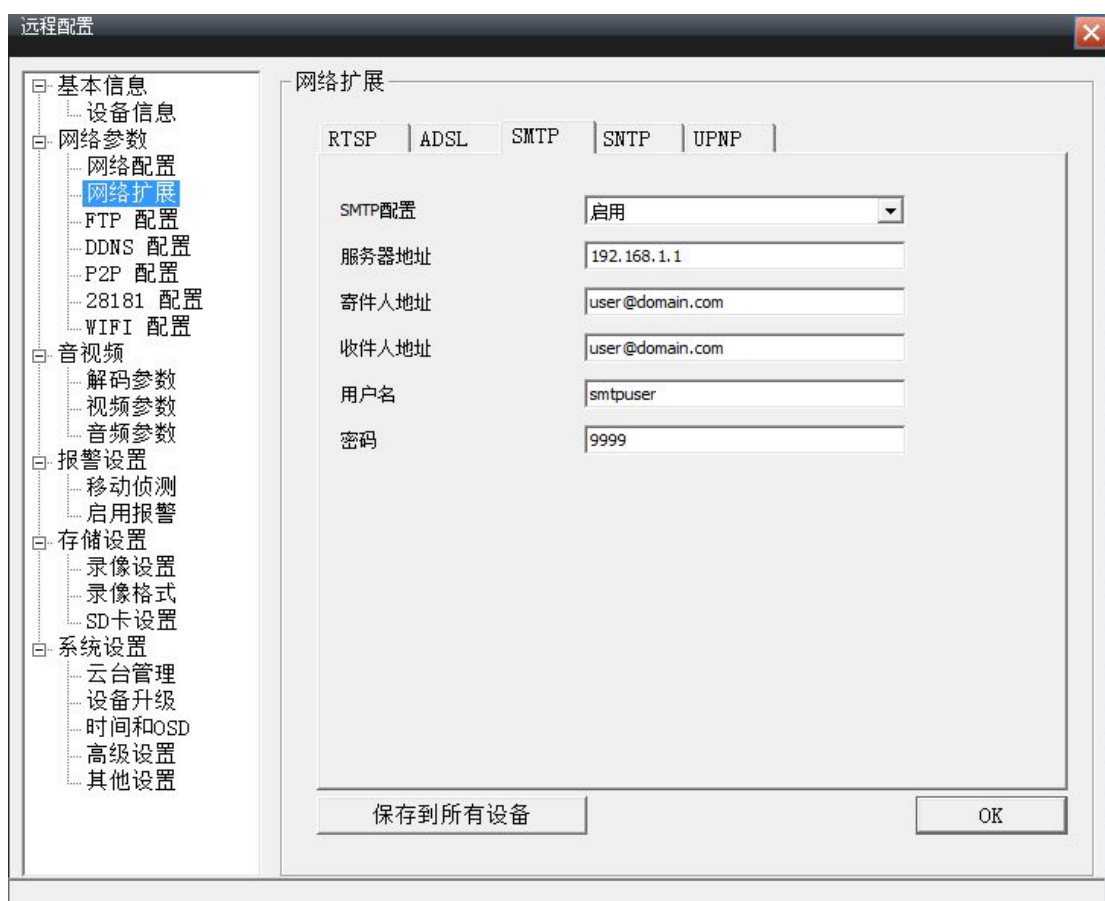 远程配置
基本信息
设备信息
网络参数
网络配置
网络扩展
FTP 配置
DDNS 配置
P2P 配置
28181 配置
WIFI 配置
音视频
解码参数
视频参数
音频参数
报警设置
移动侦测
启用报警
存储设置
录像设置
录像格式
SD卡设置
系统设置
云台管理
设备升级
时间和OSD
高级设置
其他设置
网络扩展
RTSP ADSL SMTP SNTP UPNP
SMTP配置 启用
服务器地址 192.168.1.1
寄件人地址 user@domain.com
收件人地址 user@domain.com
用户名 smtpuser
密码 9999
保存到所有设备 OK